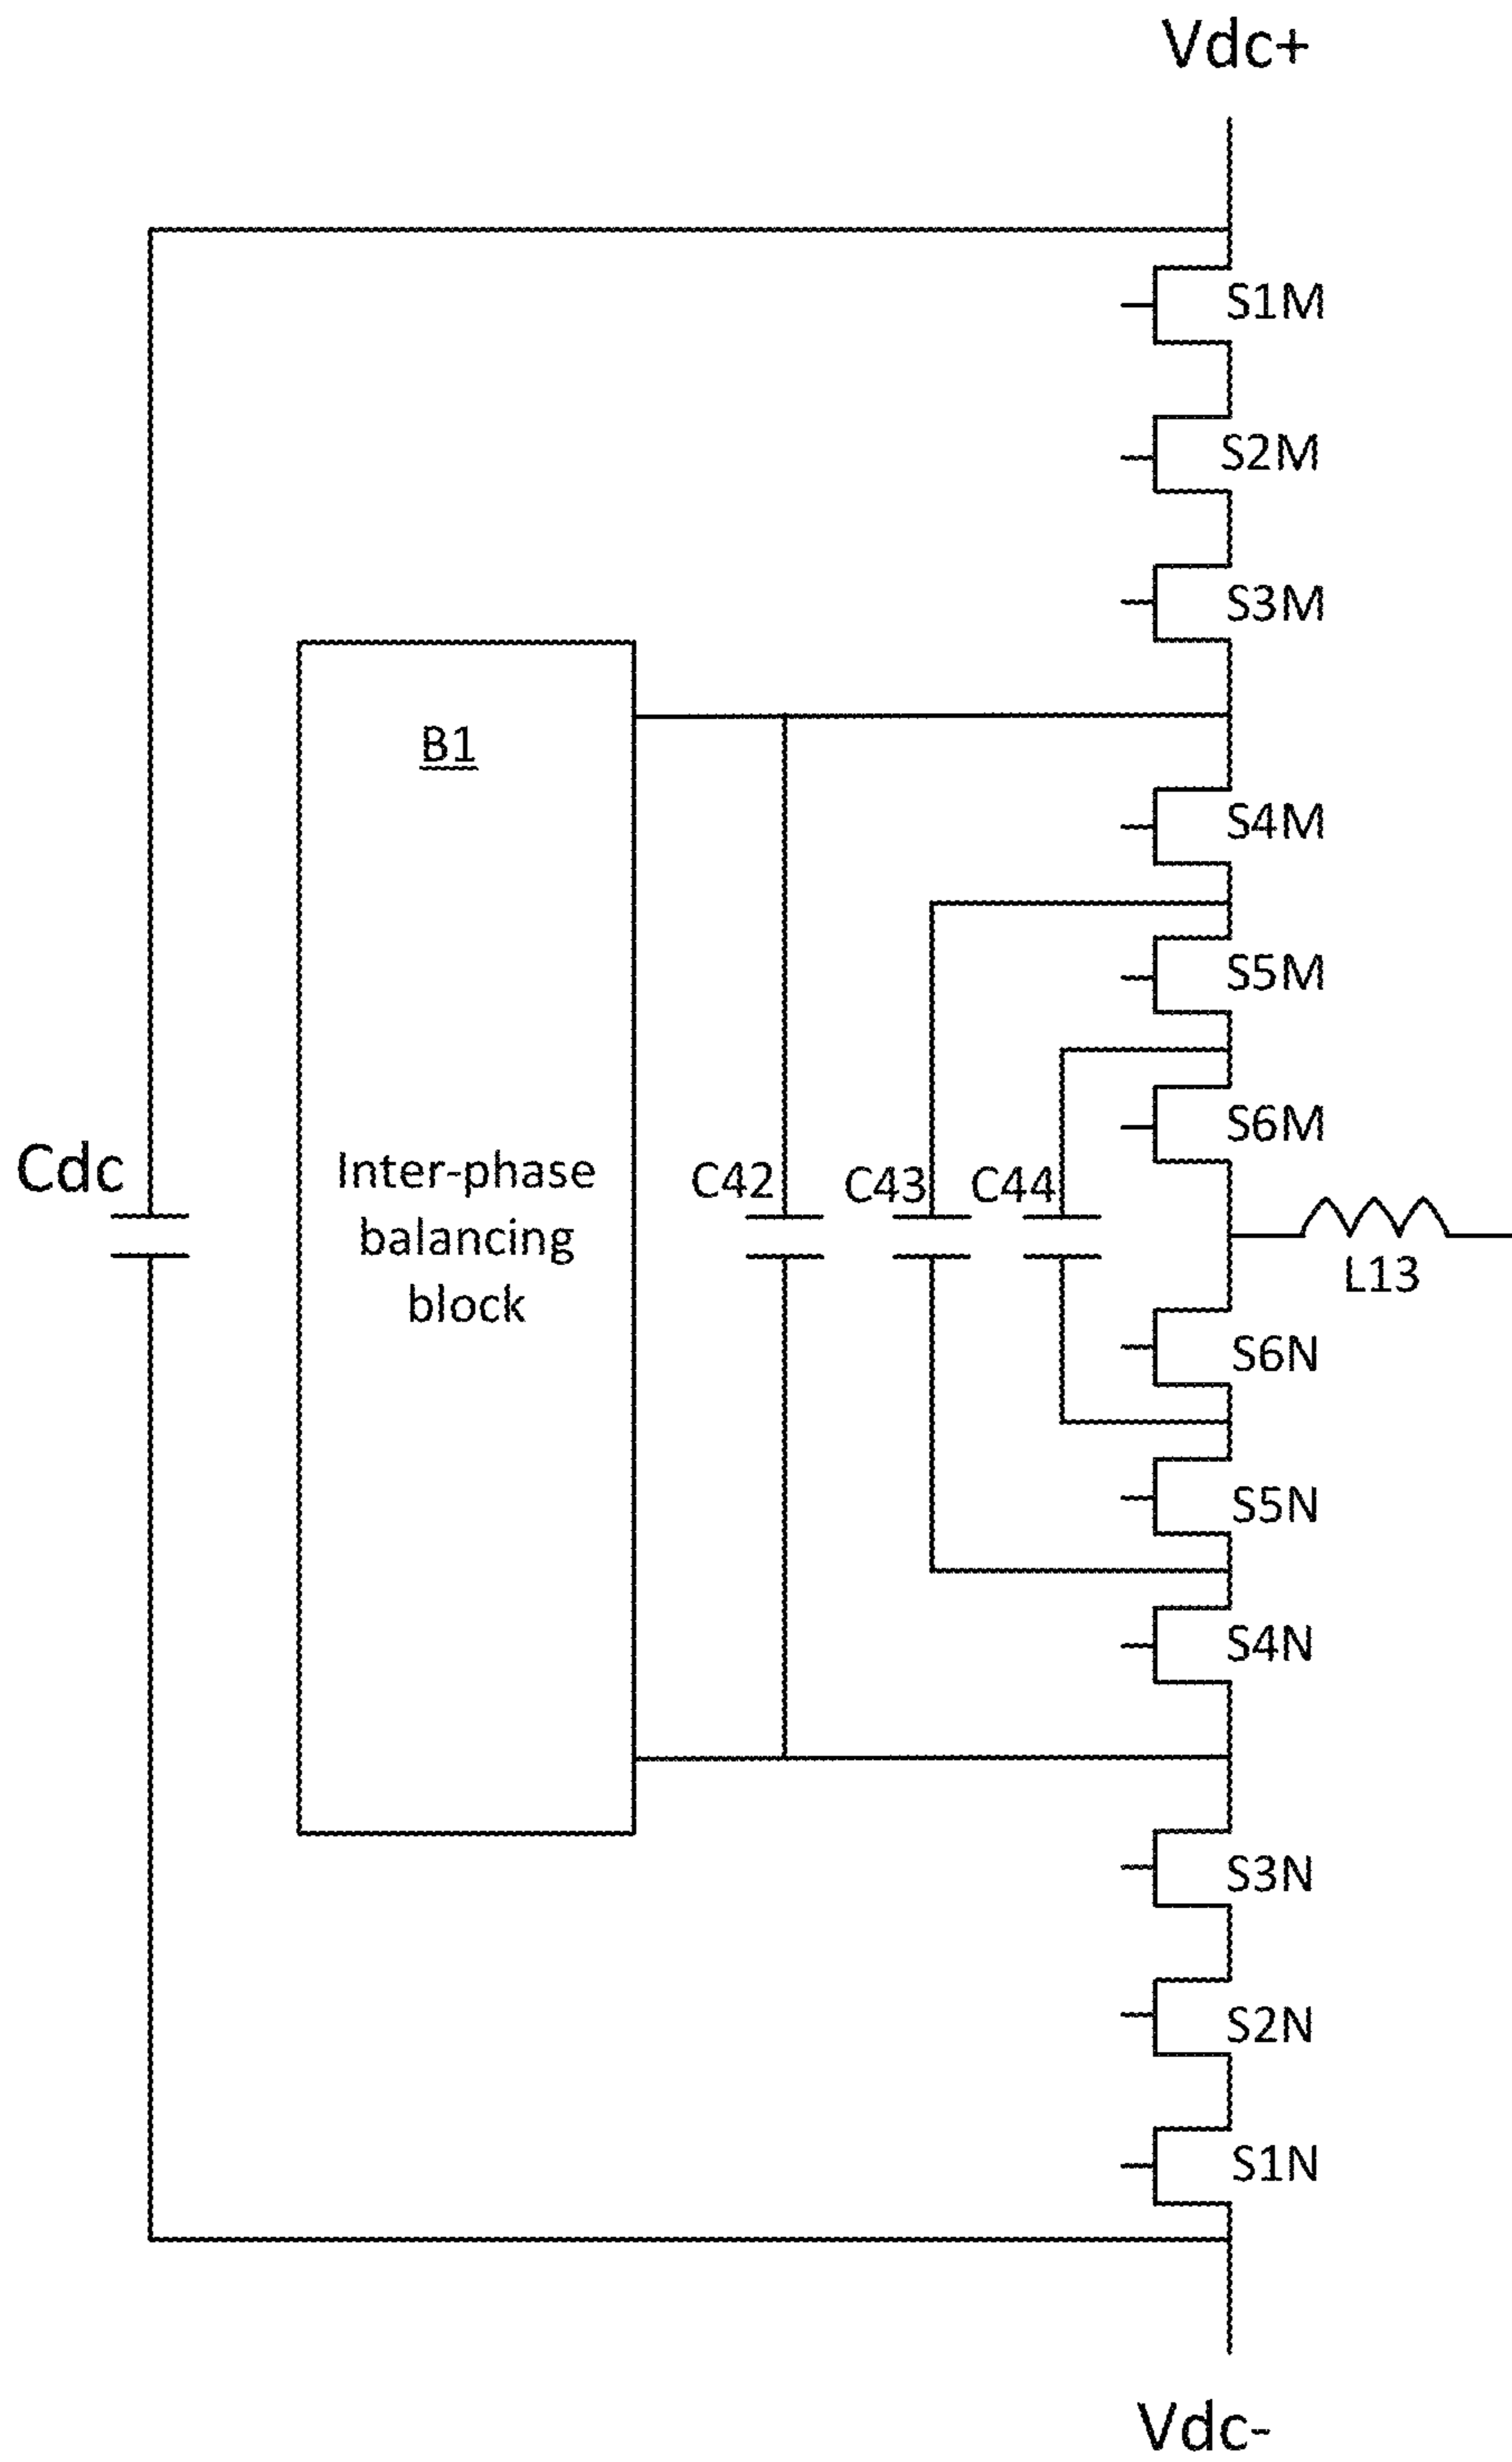 Vdc+
S1M
S2M
S3M
B1
S4M
S5M
S6M
Cdc
Inter-phase
balancing
block
C42
C43
C44
L13
S6N
S5N
S4N
S3N
S2N
S1N
Vdc-